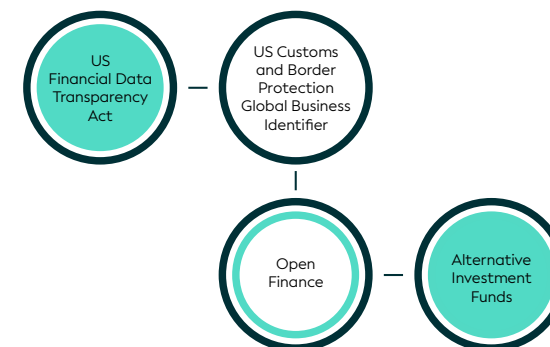 US
Financial Data
Transparency
Act
US Customs
and Border
Protection
Global Business
Identifier
Open
Finance
Alternative
Investment
Funds